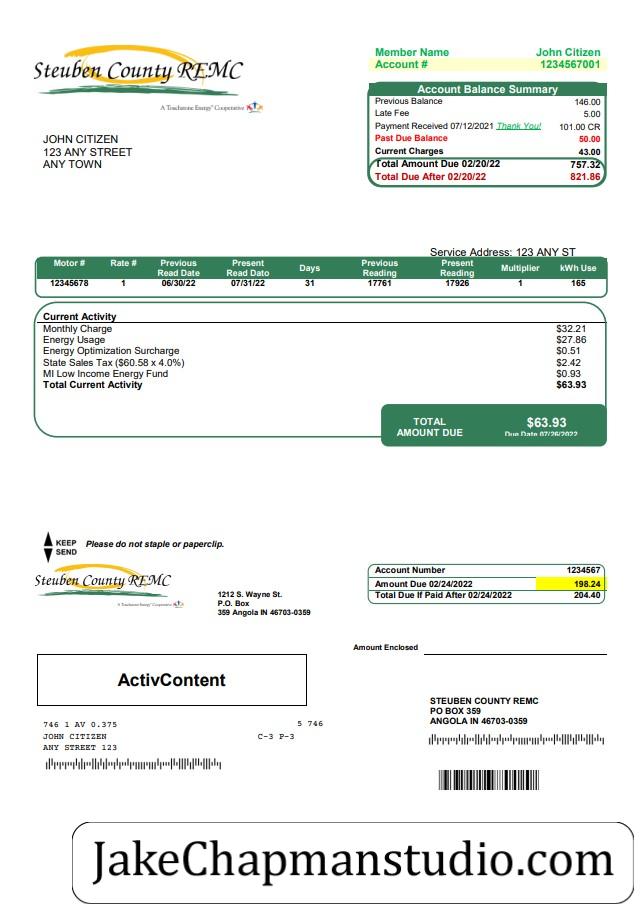 Steuben County REMC
A Touchstone Energy® Cooperative
Member Name John Citizen
Account # 1234567001
Account Balance Summary
Previous Balance 146.00
Late Fee 5.00
Payment Received 07/12/2021 Thank You! 101.00 CR
Past Due Balance 50.00
Current Charges 43.00
Total Amount Due 02/20/22 757.32
Total Due After 02/20/22 821.86
JOHN CITIZEN
123 ANY STREET
ANY TOWN
Service Address: 123 ANY ST
Motor # Rate # Previous Read Date Present Read Dato Days Previous Reading Present Reading Multiplier kWh Use
12345678 1 06/30/22 07/31/22 31 17761 17926 1 165
Current Activity
Monthly Charge $32.21
Energy Usage $27.86
Energy Optimization Surcharge $0.51
State Sales Tax ($60.58 x 4.0%) $2.42
MI Low Income Energy Fund $0.93
Total Current Activity $63.93
TOTAL AMOUNT DUE $63.93
Due Date 07/26/2022
KEEP
SEND
Please do not staple or paperclip.
Steuben County REMC
A Touchstone Energy® Cooperative
1212 S. Wayne St.
P.O. Box
359 Angola IN 46703-0359
Account Number 1234567
Amount Due 02/24/2022 198.24
Total Due If Paid After 02/24/2022 204.40
Amount Enclosed
ActivContent
746 1 AV 0.375 5 746
JOHN CITIZEN C-3 P-3
ANY STREET 123
STEUBEN COUNTY REMC
PO BOX 359
ANGOLA IN 46703-0359
JakeChapmanstudio.com